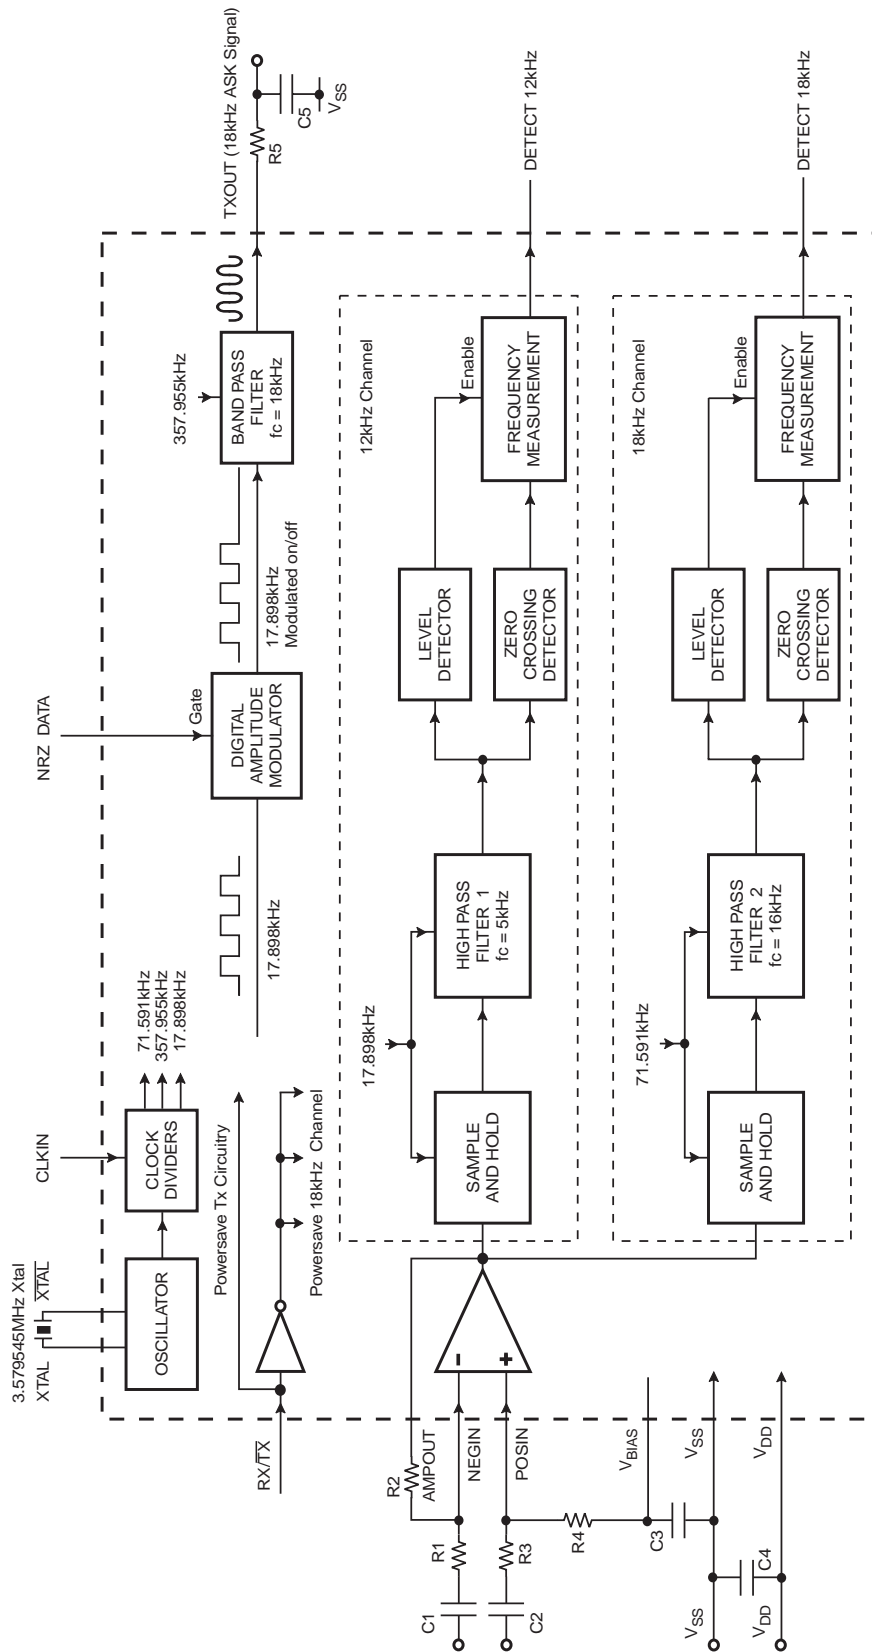 3.579545MHz Xtal
XTAL
XTAL
CLKIN
NRZ DATA
OSCILLATOR
CLOCK
DIVIDERS
71.591kHz
357.955kHz
17.898kHz
17.898kHz
DIGITAL
AMPLITUDE
MODULATOR
Gate
17.898kHz
Modulated on/off
357.955kHz
BAND PASS
FILTER
fc = 18kHz
TXOUT (18kHz ASK Signal)
R5
C5
VSS
RX/TX
Powersave Tx Circuitry
Powersave 18kHz Channel
R2
AMPOUT
C1
R1
NEGIN
C2
R3
POSIN
R4
VBIAS
C3
VSS
VSS
C4
VDD
VDD
17.898kHz
SAMPLE
AND HOLD
HIGH PASS
FILTER 1
fc = 5kHz
LEVEL
DETECTOR
ZERO
CROSSING
DETECTOR
12kHz Channel
Enable
FREQUENCY
MEASUREMENT
DETECT 12kHz
71.591kHz
SAMPLE
AND HOLD
HIGH PASS
FILTER 2
fc = 16kHz
LEVEL
DETECTOR
ZERO
CROSSING
DETECTOR
18kHz Channel
Enable
FREQUENCY
MEASUREMENT
DETECT 18kHz